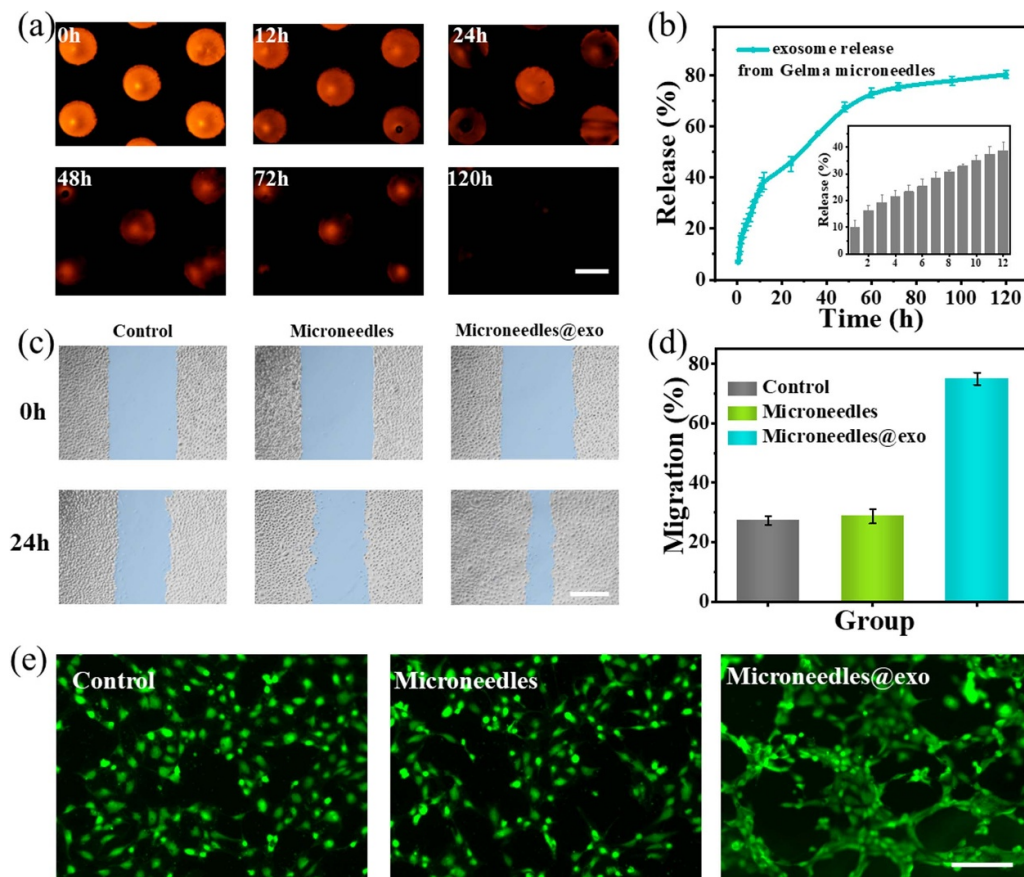 (a)
0h
12h
24h
48h
72h
120h
(b)
exosome release
from Gelma microneedles
Release (%)
80
60
40
20
0
0
20
40
60
80
100
120
Time (h)
Release (%)
40
30
20
10
0
2
4
6
8
10
12
(c)
Control
Microneedles
Microneedles@exo
0h
24h
(d)
Migration (%)
80
60
40
20
0
Control
Microneedles
Microneedles@exo
Group
(e)
Control
Microneedles
Microneedles@exo